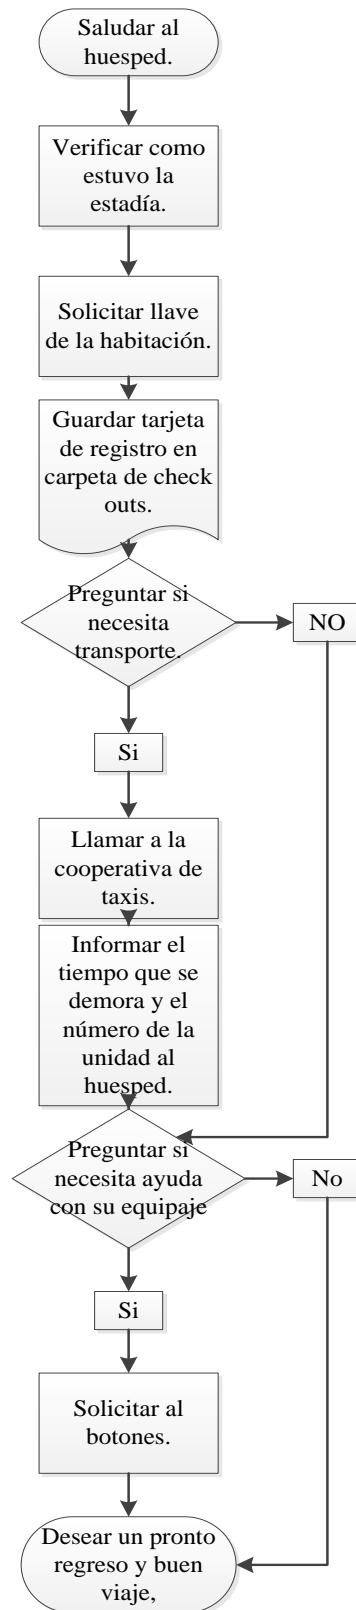 Saludar al
huesped.
Verificar como
estuvo la
estadía.
Solicitar llave
de la habitación.
Guardar tarjeta
de registro en
carpeta de check
outs.
Preguntar si
necesita
transporte.
NO
Si
Llamar a la
cooperativa de
taxis.
Informar el
tiempo que se
demora y el
número de la
unidad al
huesped.
Preguntar si
necesita ayuda
con su equipaje
No
Si
Solicitar al
botones.
Desear un pronto
regreso y buen
viaje,